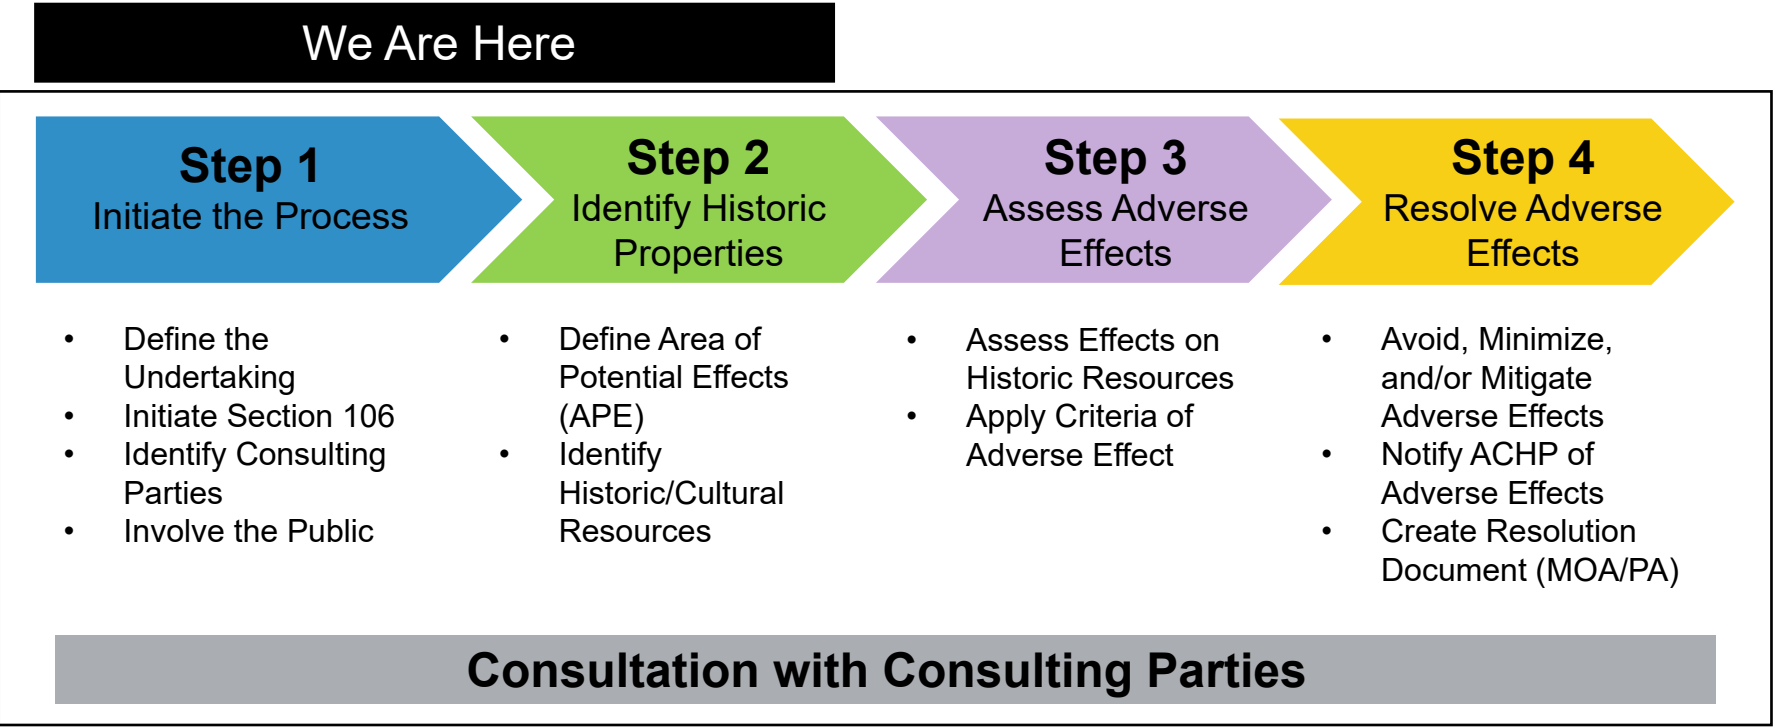 We Are Here
Step 1
Initiate the Process
Step 2
Identify Historic
Properties
Step 3
Assess Adverse
Effects
Step 4
Resolve Adverse
Effects
• Define the
Undertaking
• Initiate Section 106
• Identify Consulting
Parties
• Involve the Public
• Define Area of
Potential Effects
(APE)
• Identify
Historic/Cultural
Resources
• Assess Effects on
Historic Resources
• Apply Criteria of
Adverse Effect
• Avoid, Minimize,
and/or Mitigate
Adverse Effects
• Notify ACHP of
Adverse Effects
• Create Resolution
Document (MOA/PA)
Consultation with Consulting Parties